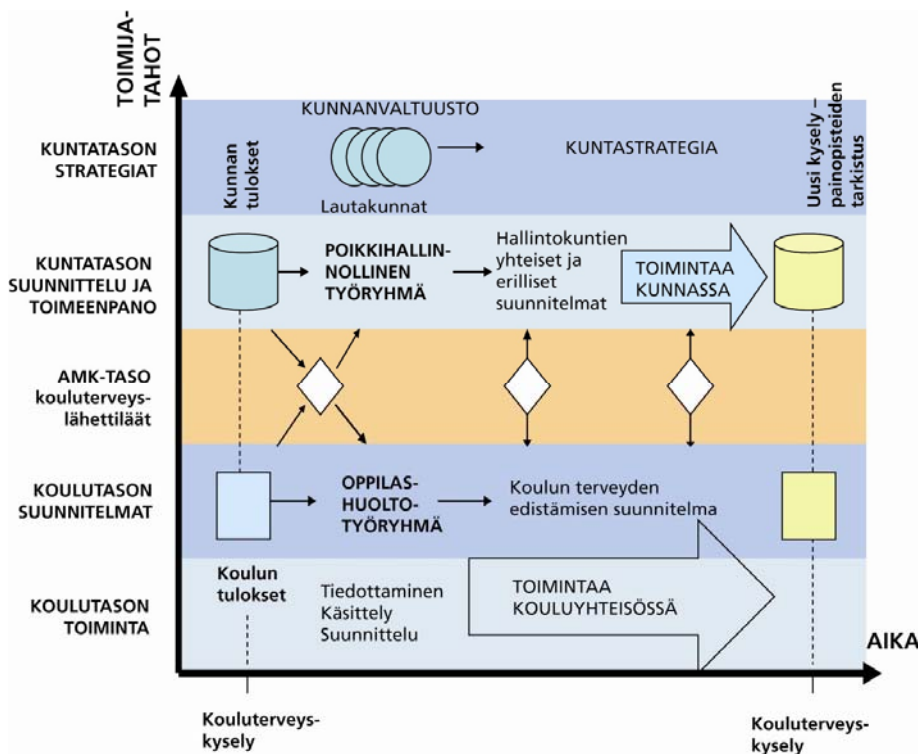 TOIMIJA-
TAHOT
KUNTATASON
STRATEGIAT
Kunnan
tulokset
KUNNANVALTUUSTO
Lautakunnat
KUNTASTRATEGIA
Uusi kysely –
painopisteiden
tarkistus
KUNTATASON
SUUNNITTELU JA
TOIMEENPANO
POIKKIHALLIN-
NOLLINEN
TYÖRYHMÄ
Hallintokuntien
yhteiset ja
erilliset
suunnitelmat
TOIMINTAA
KUNNASSA
AMK-TASO
kouluterveys-
lähettiläät
KOULUTASON
SUUNNITELMAT
OPPILAS-
HUOLTO-
TYÖRYHMÄ
Koulun terveyden
edistämisen suunnitelma
KOULUTASON
TOIMINTA
Koulun
tulokset
Tiedottaminen
Käsittely
Suunnittelu
TOIMINTAA
KOULUYHTEISÖSSÄ
AIKA
Kouluterveys-
kysely
Kouluterveys-
kysely